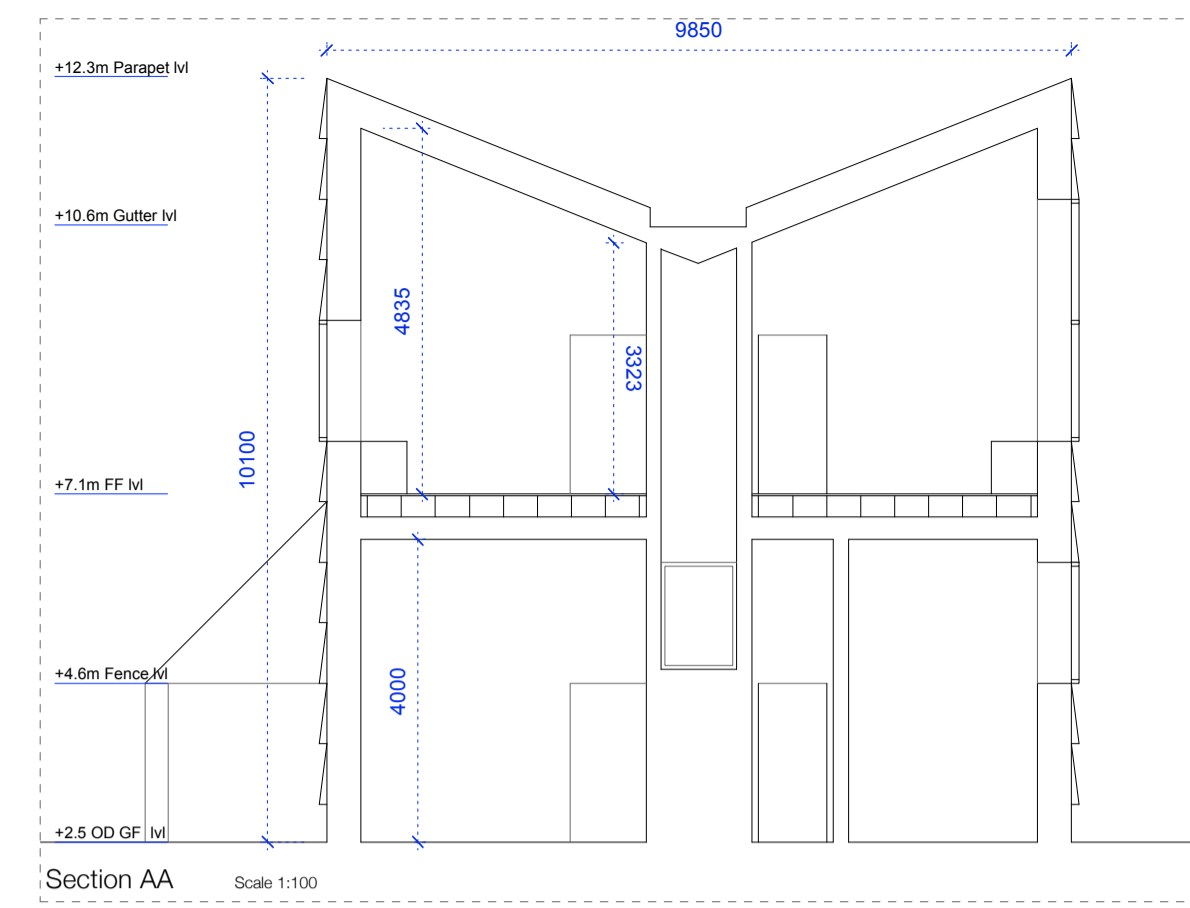 9850
+12.3m Parapet lvl
+10.6m Gutter lvl
4835
3323
10100
+7.1m FF lvl
4000
+4.6m Fence lvl
+2.5 OD GF lvl
Section AA
Scale 1:100